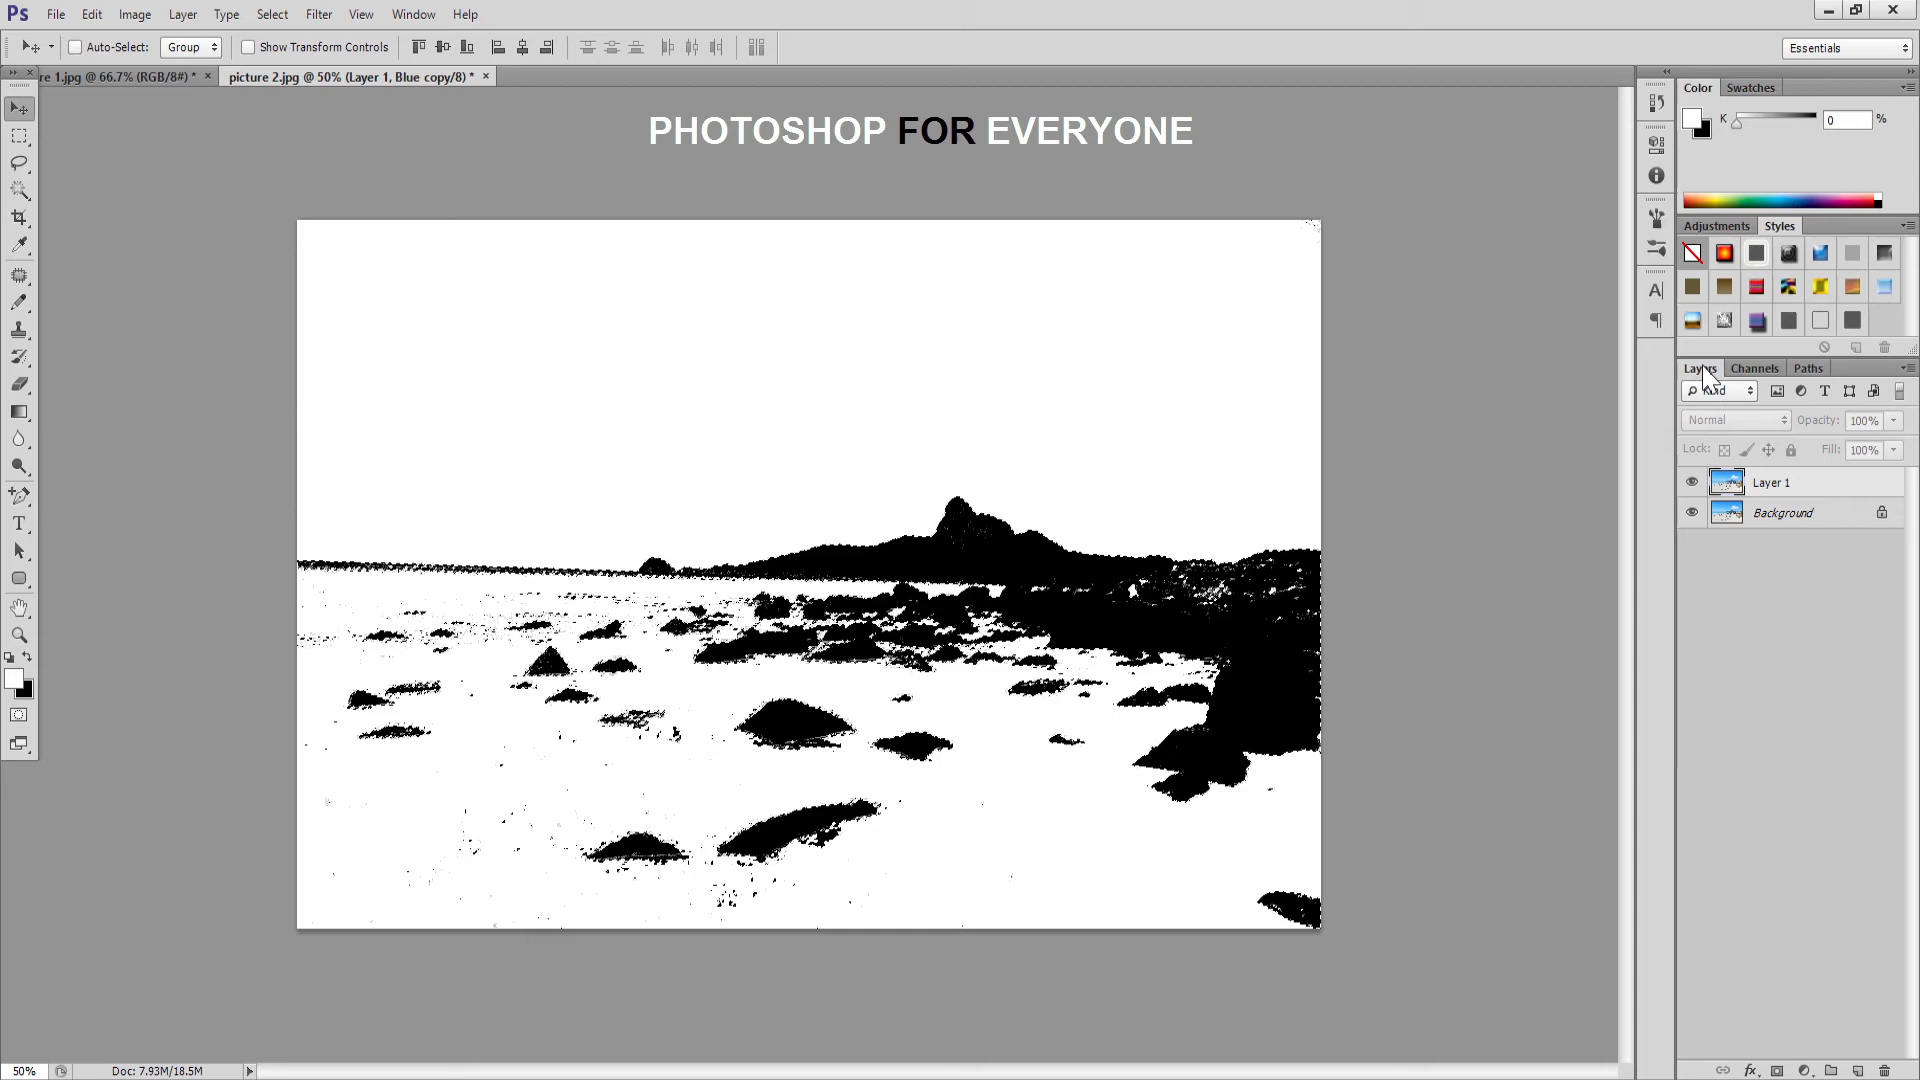 Ps File Edit Image Layer Type Select Filter View Window Help
Auto-Select: Group Show Transform Controls Essentials
re 1.jpg @ 66.7% (RGB/8#) * × picture 2.jpg @ 50% (Layer 1, Blue copy/8) * ×
PHOTOSHOP FOR EVERYONE
Color Swatches
K 0 %
Adjustments Styles
Layers Channels Paths
Kind
Normal Opacity: 100%
Lock: Fill: 100%
Layer 1
Background
50% Doc: 7.93M/18.5M